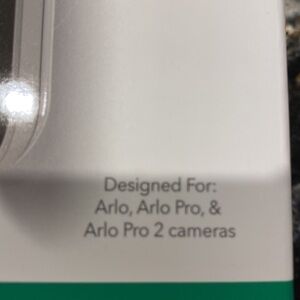 Designed For:
Arlo, Arlo Pro, &
Arlo Pro 2 cameras